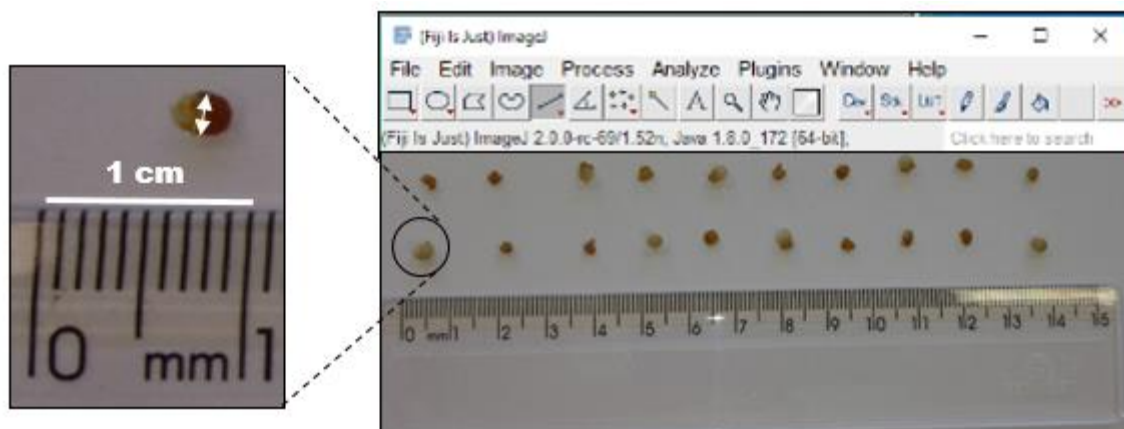 (Fiji Is Just) ImageJ
File Edit Image Process Analyze Plugins Window Help
(Fiji Is Just) ImageJ 2.0.0-rc-69/1.52n, Java 1.8.0_172 [64-bit],
Click here to search
1 cm
0 mm 1
0 mm 1 2 3 4 5 6 7 8 9 10 11 12 13 14 15